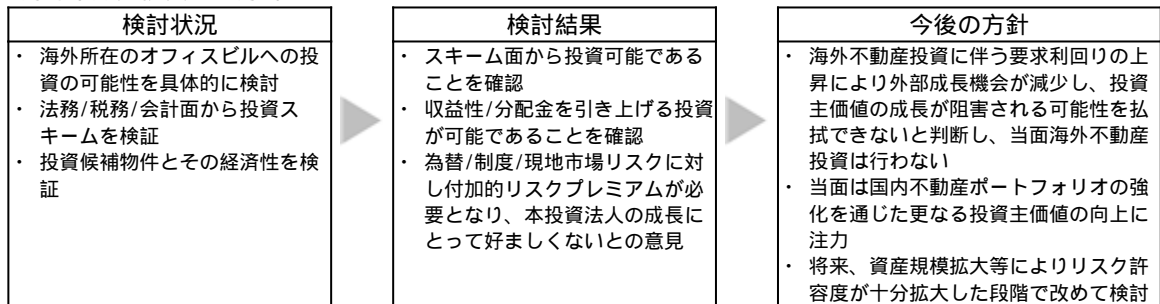 検討状況
・ 海外所在のオフィスビルへの投
資の可能性を具体的に検討
・ 法務/税務/会計面から投資ス
キームを検証
・ 投資候補物件とその経済性を検
証
検討結果
・ スキーム面から投資可能である
ことを確認
・ 収益性/分配金を引き上げる投資
が可能であることを確認
・ 為替/制度/現地市場リスクに対
し付加的リスクプレミアムが必
要となり、本投資法人の成長に
とって好ましくないとの意見
今後の方針
・ 海外不動産投資に伴う要求利回りの上
昇により外部成長機会が減少し、投資
主価値の成長が阻害される可能性を払
拭できないと判断し、当面海外不動産
投資は行わない
・ 当面は国内不動産ポートフォリオの強
化を通じた更なる投資主価値の向上に
注力
・ 将来、資産規模拡大等によりリスク許
容度が十分拡大した段階で改めて検討